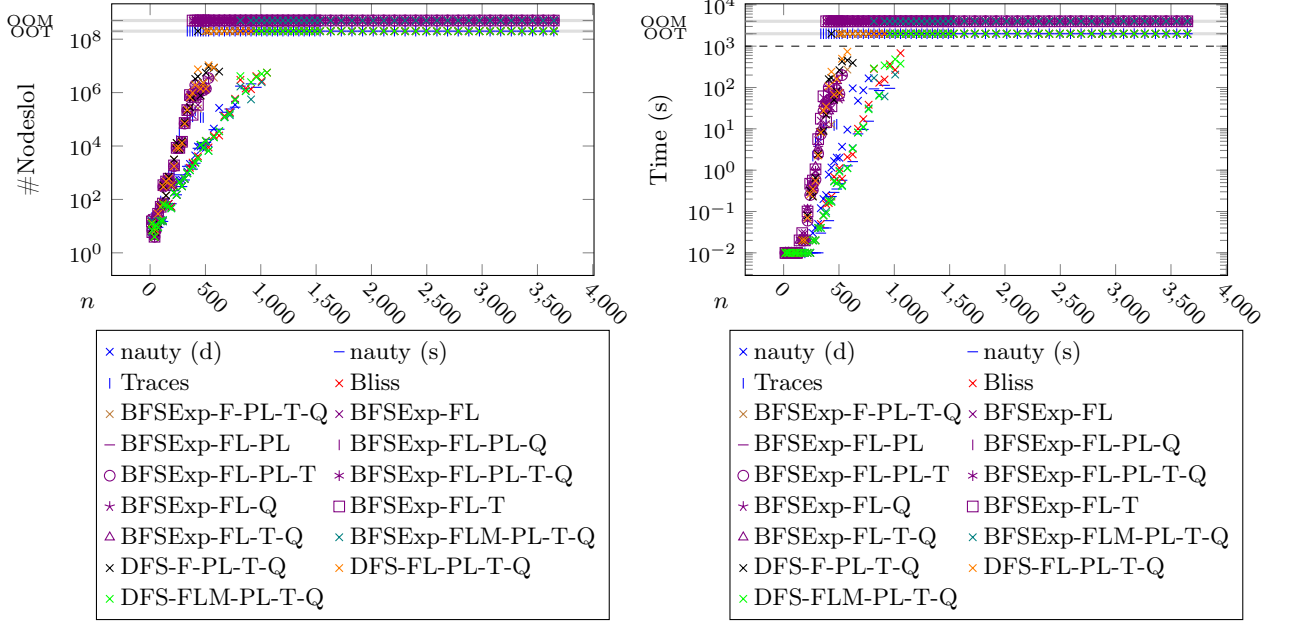 OOM
OOT
10^8
10^6
10^4
10^2
10^0
#Nodeslol
n
0
500
1,000
1,500
2,000
2,500
3,000
3,500
4,000
nauty (d) nauty (s)
Traces Bliss
BFSExp-F-PL-T-Q BFSExp-FL
BFSExp-FL-PL BFSExp-FL-PL-Q
BFSExp-FL-PL-T BFSExp-FL-PL-T-Q
BFSExp-FL-Q BFSExp-FL-T
BFSExp-FL-T-Q BFSExp-FLM-PL-T-Q
DFS-F-PL-T-Q DFS-FL-PL-T-Q
DFS-FLM-PL-T-Q
10^4
OOM
OOT
10^3
10^2
10^1
10^0
10^−1
10^−2
Time (s)
n
0
500
1,000
1,500
2,000
2,500
3,000
3,500
4,000
nauty (d) nauty (s)
Traces Bliss
BFSExp-F-PL-T-Q BFSExp-FL
BFSExp-FL-PL BFSExp-FL-PL-Q
BFSExp-FL-PL-T BFSExp-FL-PL-T-Q
BFSExp-FL-Q BFSExp-FL-T
BFSExp-FL-T-Q BFSExp-FLM-PL-T-Q
DFS-F-PL-T-Q DFS-FL-PL-T-Q
DFS-FLM-PL-T-Q